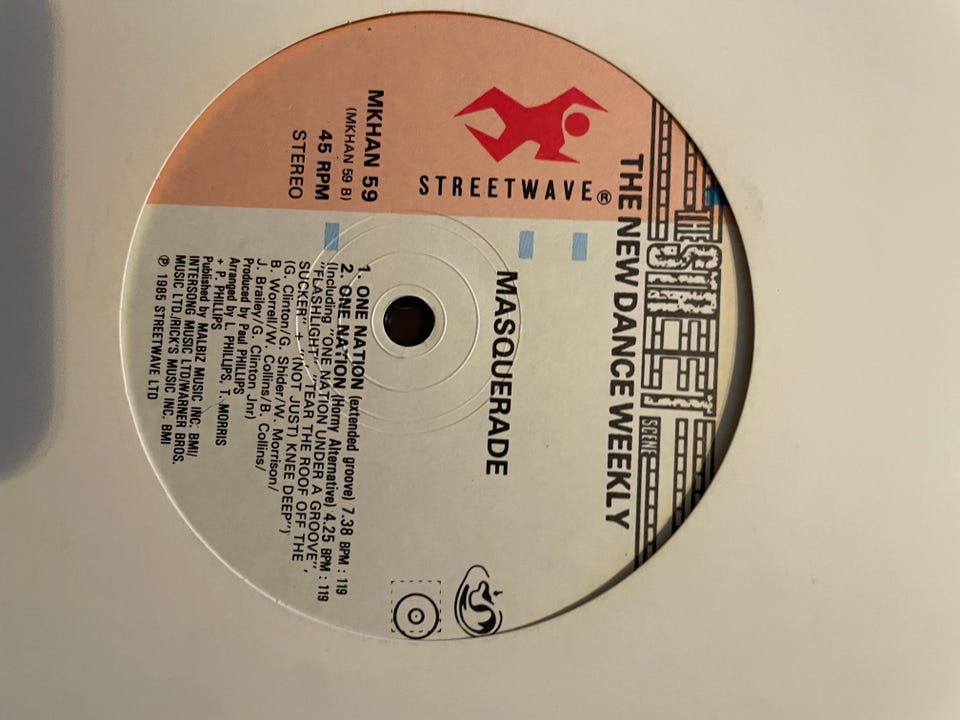 THE STREET SCENE
THE NEW DANCE WEEKLY
STREETWAVE®
MKHAN 59
(MKHAN 59 B)
45 RPM
STEREO
MASQUERADE
1. ONE NATION (extended groove) 7.38 BPM : 119
2. ONE NATION (Horny Alternative) 4.25 BPM : 119
(Including "ONE NATION UNDER A GROOVE",
"FLASHLIGHT", "TEAR THE ROOF OFF THE
SUCKER" + "(NOT JUST) KNEE DEEP")
(G. Clinton/G. Shider/W. Morrison/
B. Worrell/W. Collins/B. Collins/
J. Brailey/G. Clinton Jnr)
Produced by Paul PHILLIPS
Arranged by L. PHILLIPS, T. MORRIS
+ P. PHILLIPS
Published by MALBIZ MUSIC INC. BMI/
INTERSONG MUSIC LTD/WARNER BROS.
MUSIC LTD./RICK'S MUSIC INC. BMI
℗ 1985 STREETWAVE LTD